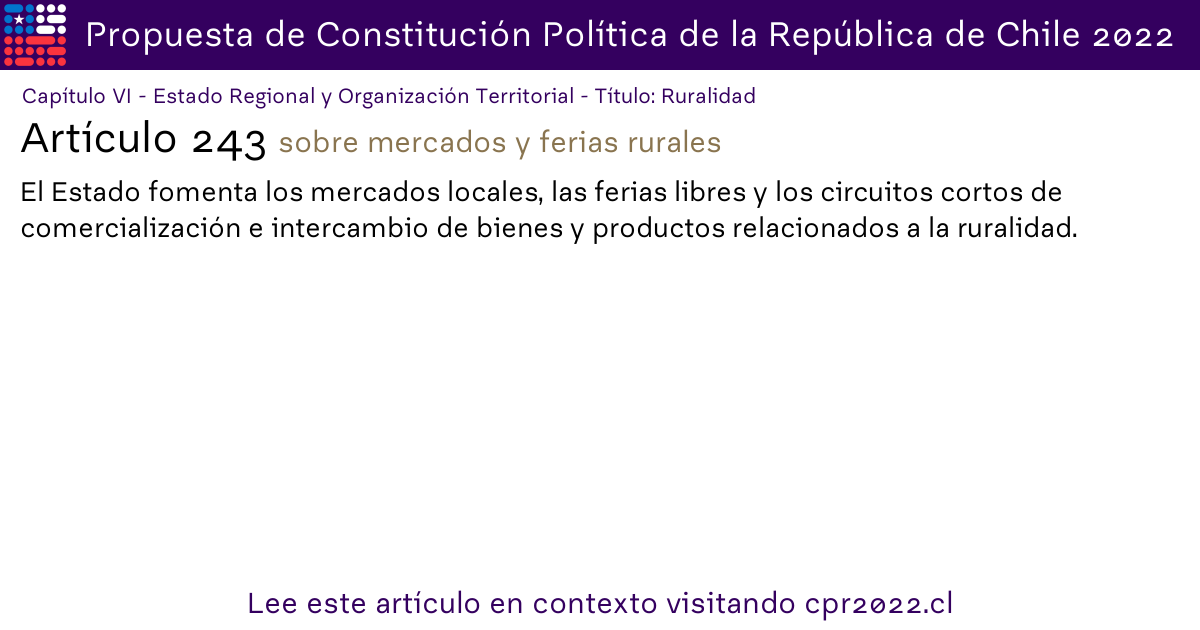 Propuesta de Constitución Política de la República de Chile 2022
Capítulo VI - Estado Regional y Organización Territorial - Título: Ruralidad
Artículo 243 sobre mercados y ferias rurales
El Estado fomenta los mercados locales, las ferias libres y los circuitos cortos de
comercialización e intercambio de bienes y productos relacionados a la ruralidad.
Lee este artículo en contexto visitando cpr2022.cl